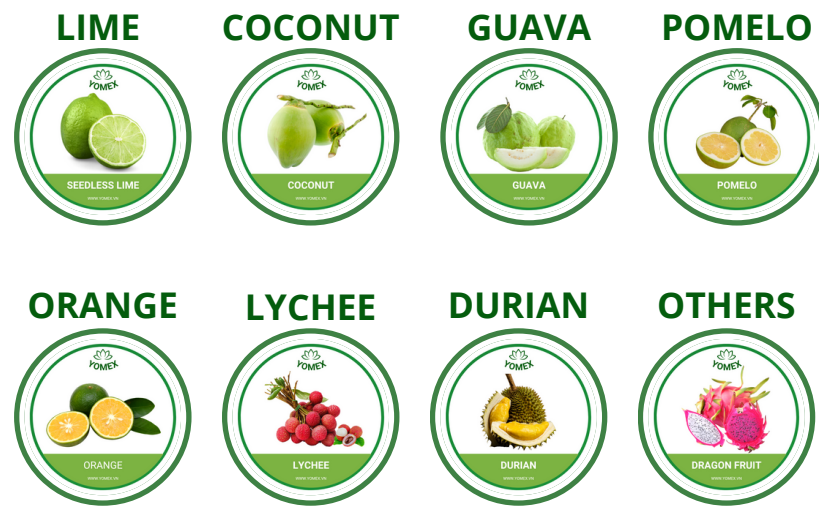 LIME
COCONUT
GUAVA
POMELO
YOMEX
SEEDLESS LIME
WWW.YOMEX.VN
YOMEX
COCONUT
WWW.YOMEX.VN
YOMEX
GUAVA
WWW.YOMEX.VN
YOMEX
POMELO
WWW.YOMEX.VN
ORANGE
LYCHEE
DURIAN
OTHERS
YOMEX
ORANGE
WWW.YOMEX.VN
YOMEX
LYCHEE
WWW.YOMEX.VN
YOMEX
DURIAN
WWW.YOMEX.VN
YOMEX
DRAGON FRUIT
WWW.YOMEX.VN